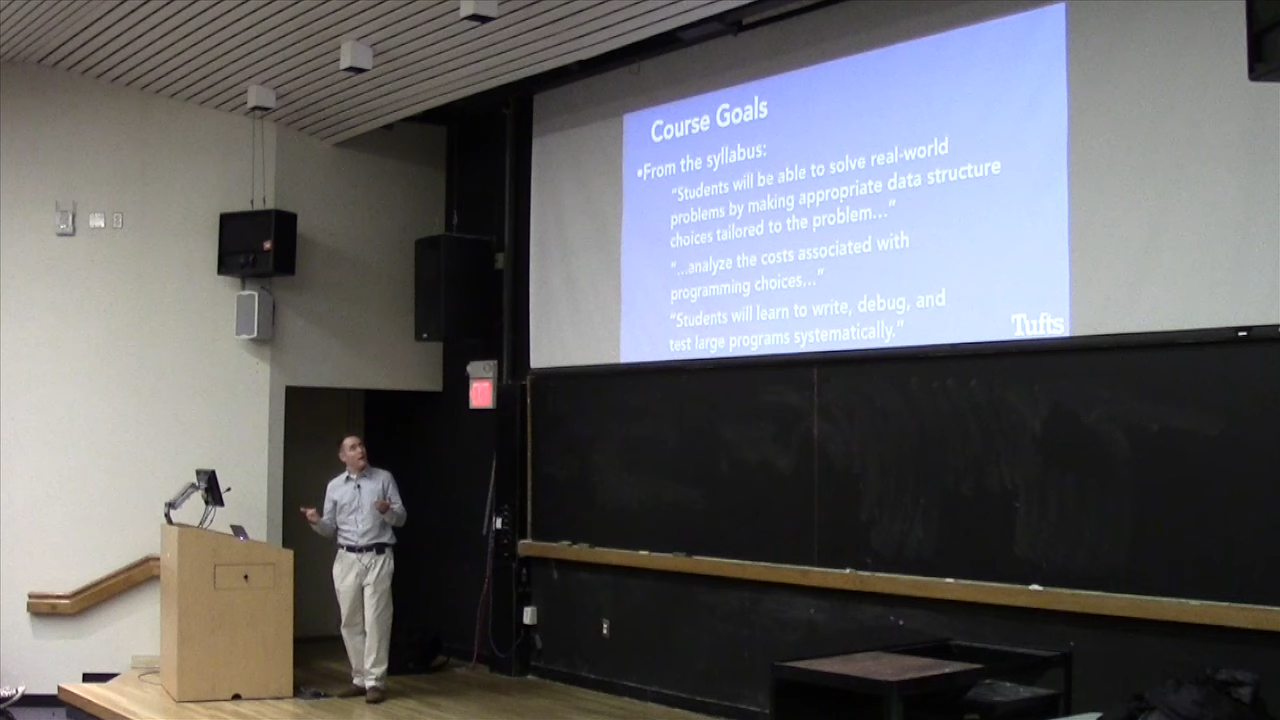 Course Goals
•From the syllabus:
"Students will be able to solve real-world
problems by making appropriate data structure
choices tailored to the problem…"
"…analyze the costs associated with
programming choices…"
"Students will learn to write, debug, and
test large programs systematically."
Tufts